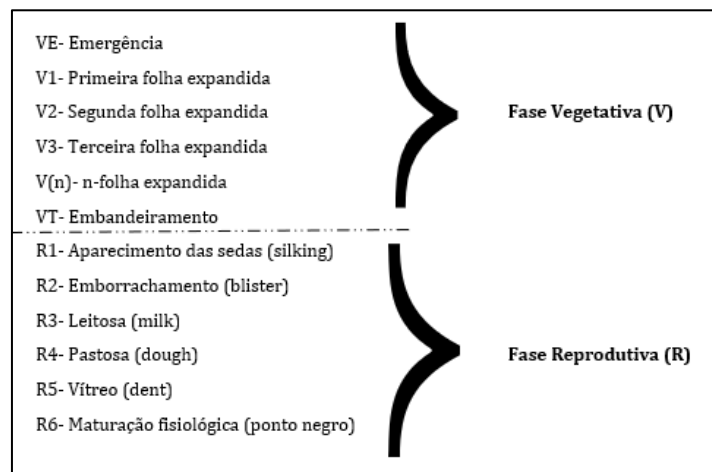 VE- Emergência
V1- Primeira folha expandida
V2- Segunda folha expandida
V3- Terceira folha expandida
V(n)- n-folha expandida
VT- Embandeiramento
Fase Vegetativa (V)
R1- Aparecimento das sedas (silking)
R2- Emborrachamento (blister)
R3- Leitosa (milk)
R4- Pastosa (dough)
R5- Vítreo (dent)
R6- Maturação fisiológica (ponto negro)
Fase Reprodutiva (R)